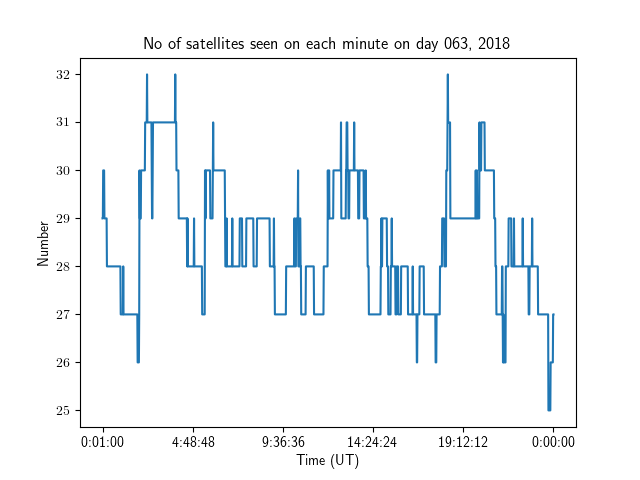 No of satellites seen on each minute on day 063, 2018
32
31
30
29
28
27
26
25
Number
0:01:00 4:48:48 9:36:36 14:24:24 19:12:12 0:00:00
Time (UT)